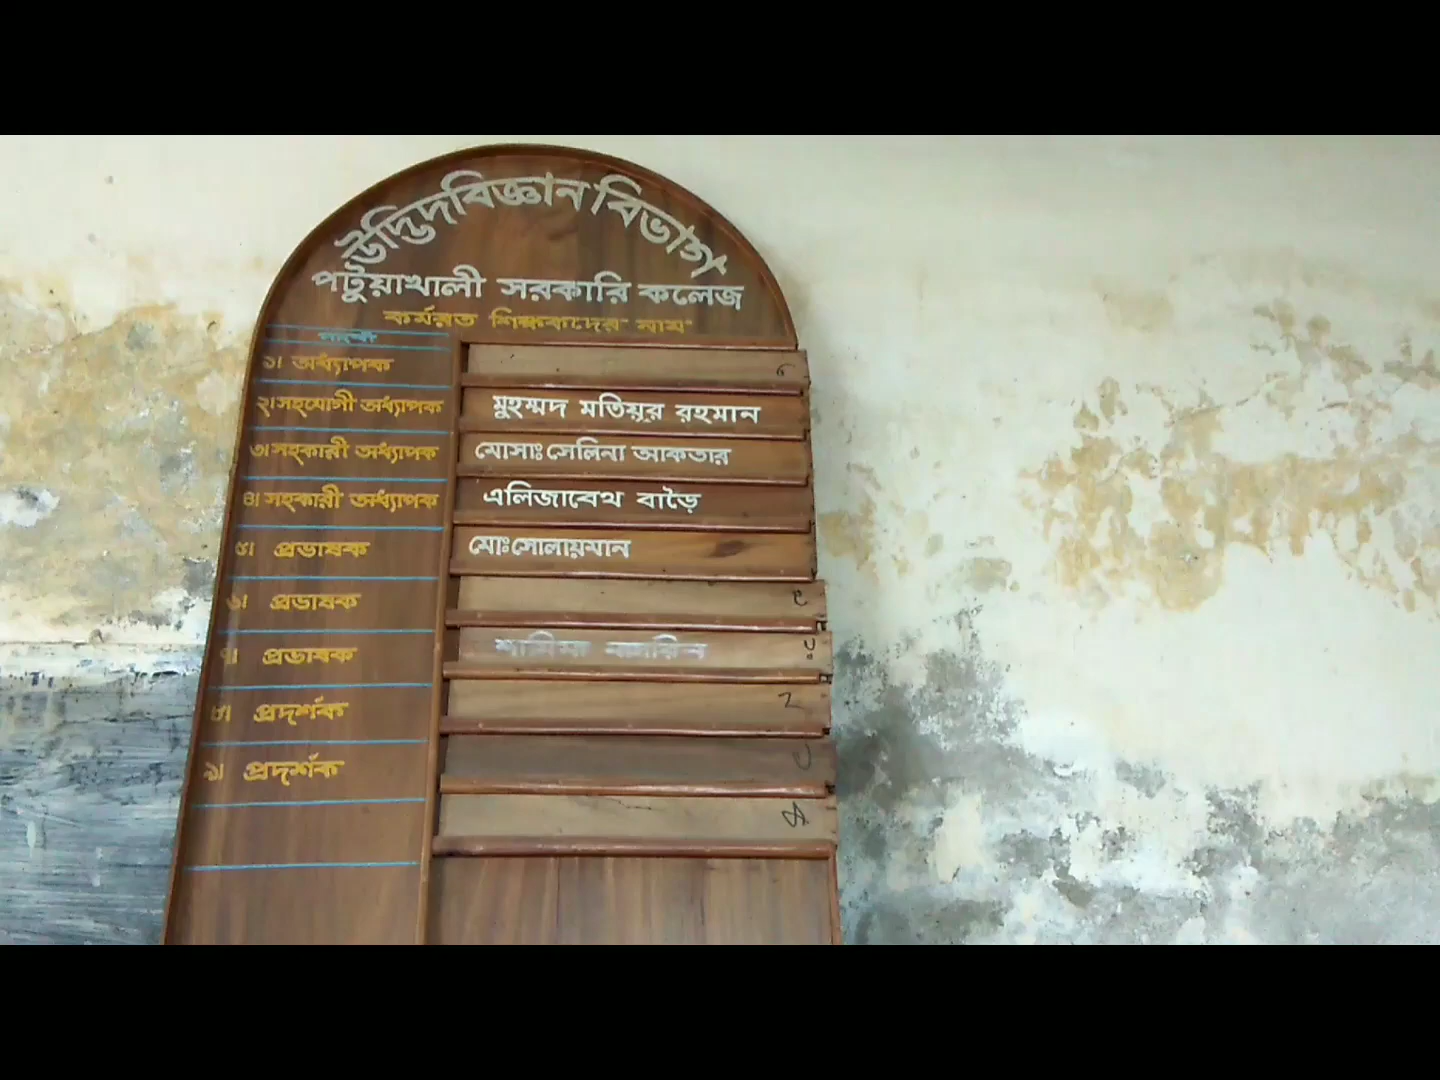 উদ্ভিদবিজ্ঞান বিভাগ
পটুয়াখালী সরকারি কলেজ
কর্মরত শিক্ষকদের নাম
১। অধ্যাপক
২। সহযোগী অধ্যাপক মুহম্মদ মতিয়ূর রহমান
৩। সহকারী অধ্যাপক মোসাঃ সেলিনা আকতার
৪। সহকারী অধ্যাপক এলিজাবেথ বাড়ৈ
৫। প্রভাষক মোঃ সোলায়মান
৬। প্রভাষক
৭। প্রভাষক শামিমা নাসরিন
৮। প্রদর্শক
৯। প্রদর্শক